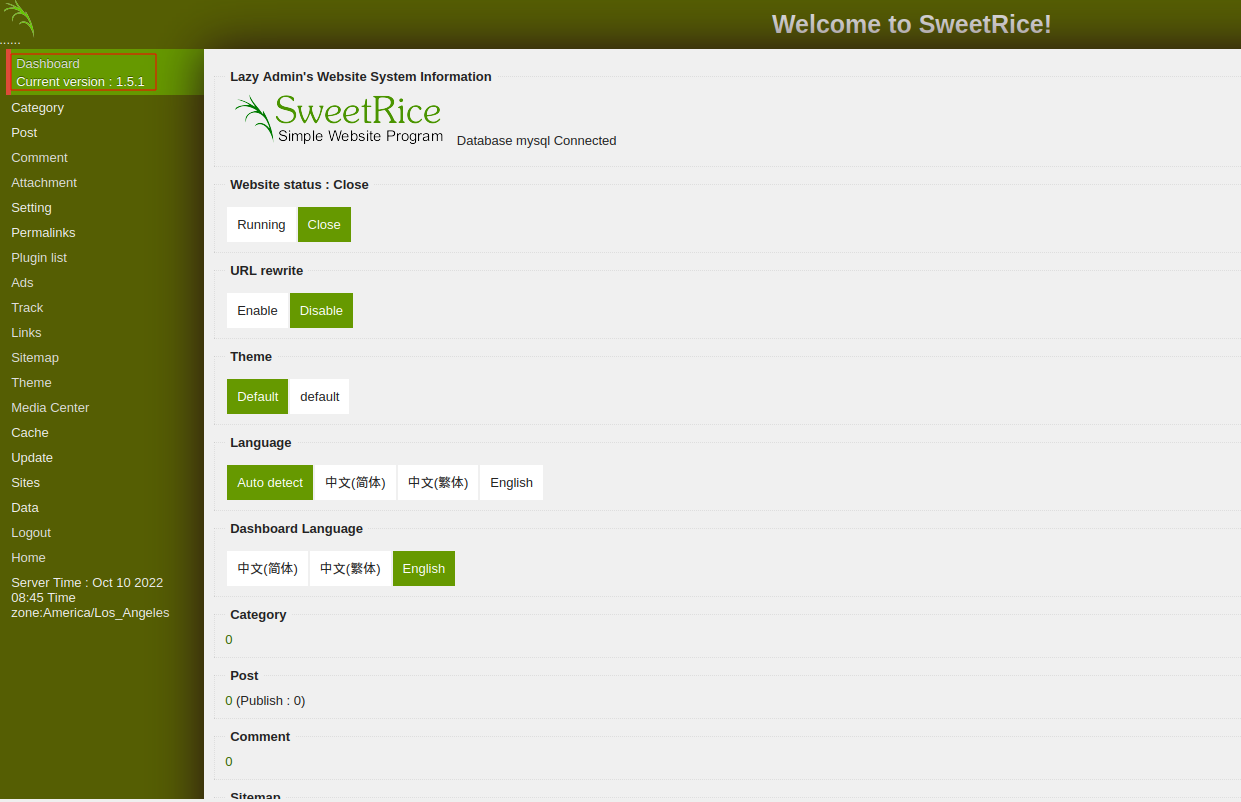 Welcome to SweetRice!
......
Dashboard
Current version : 1.5.1
Category
Post
Comment
Attachment
Setting
Permalinks
Plugin list
Ads
Track
Links
Sitemap
Theme
Media Center
Cache
Update
Sites
Data
Logout
Home
Server Time : Oct 10 2022
08:45 Time
zone:America/Los_Angeles
Lazy Admin's Website System Information
SweetRice
Simple Website Program
Database mysql Connected
Website status : Close
Running Close
URL rewrite
Enable Disable
Theme
Default default
Language
Auto detect 中文(简体) 中文(繁体) English
Dashboard Language
中文(简体) 中文(繁体) English
Category
0
Post
0 (Publish : 0)
Comment
0
Sitemap